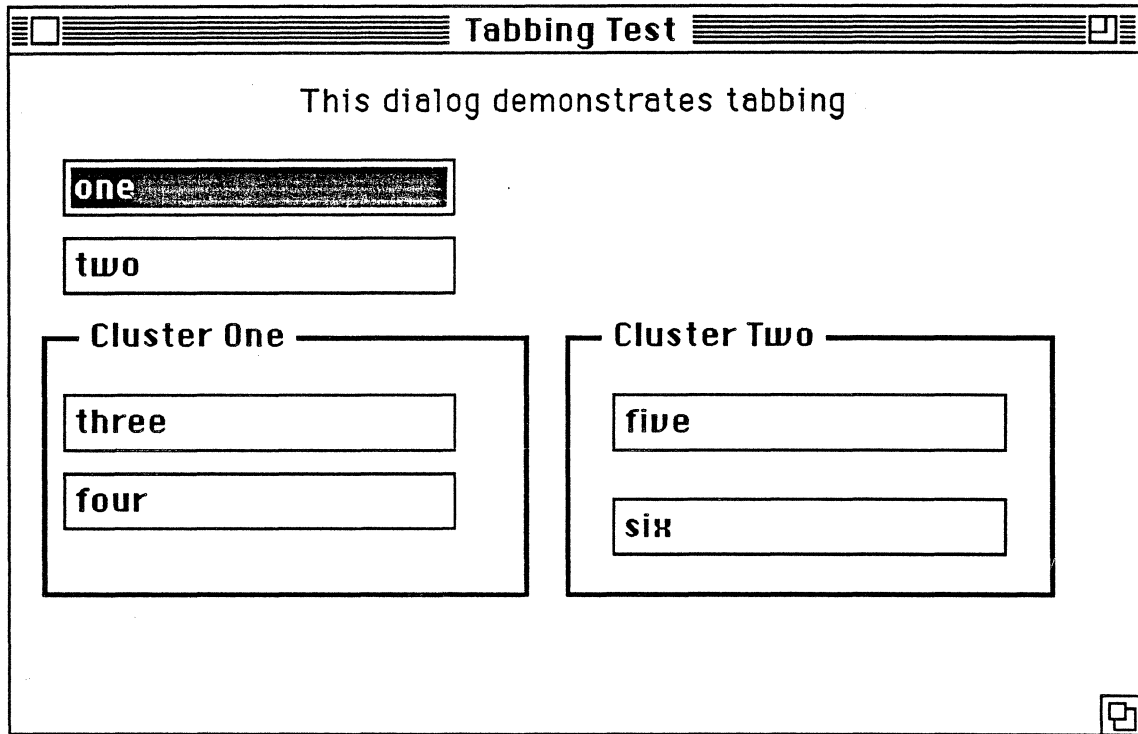 Tabbing Test
This dialog demonstrates tabbing
one
two
Cluster One
three
four
Cluster Two
five
six